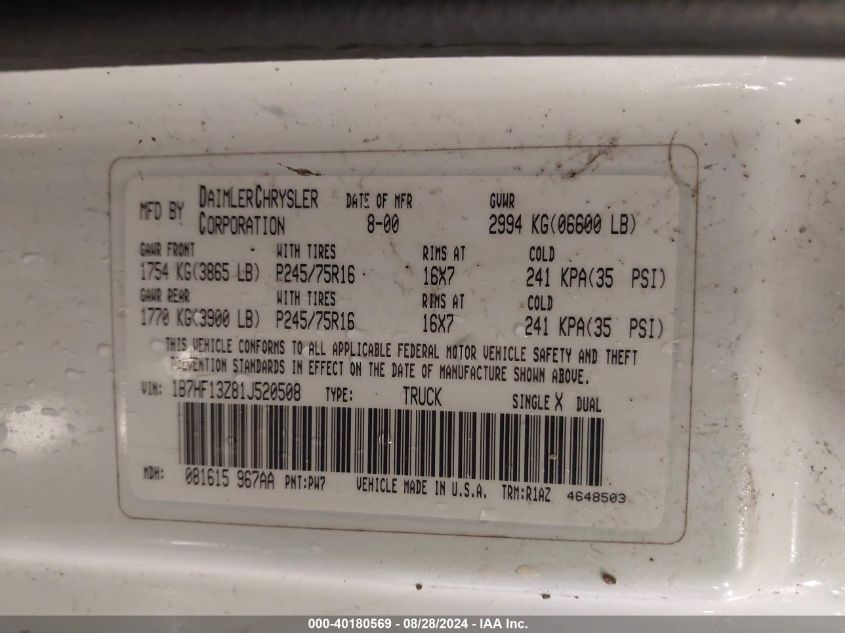 MFD BY DAIMLERCHRYSLER CORPORATION DATE OF MFR 8-00 GVWR 2994 KG(06600 LB)
GAWR FRONT WITH TIRES RIMS AT COLD
1754 KG(3865 LB) P245/75R16 16X7 241 KPA(35 PSI)
GAWR REAR WITH TIRES RIMS AT COLD
1770 KG(3900 LB) P245/75R16 16X7 241 KPA(35 PSI)
THIS VEHICLE CONFORMS TO ALL APPLICABLE FEDERAL MOTOR VEHICLE SAFETY AND THEFT
PREVENTION STANDARDS IN EFFECT ON THE DATE OF MANUFACTURE SHOWN ABOVE.
VIN: 1B7HF13Z81J520508 TYPE: TRUCK SINGLE X DUAL
MDH: 081615 967AA PNT:PW7 VEHICLE MADE IN U.S.A. TRM:R1AZ 4648503
000-40180569 - 08/28/2024 - IAA Inc.